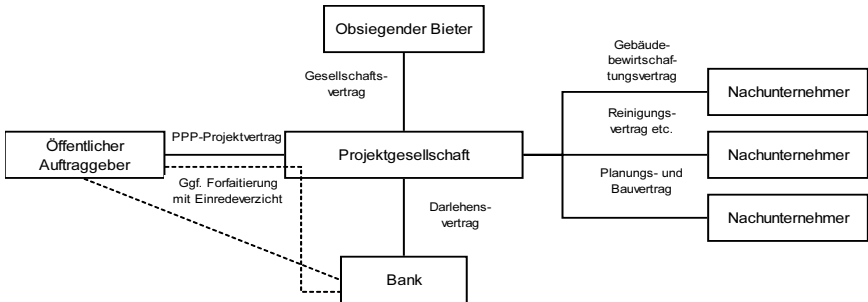 Obsiegender Bieter
Gesellschafts-
vertrag
Gebäude-
bewirtschaf-
tungsvertrag
Nachunternehmer
Reinigungs-
vertrag etc.
Öffentlicher
Auftraggeber
PPP-Projektvertrag
Projektgesellschaft
Nachunternehmer
Ggf. Forfaitierung
mit Einredeverzicht
Planungs- und
Bauvertrag
Darlehens-
vertrag
Nachunternehmer
Bank